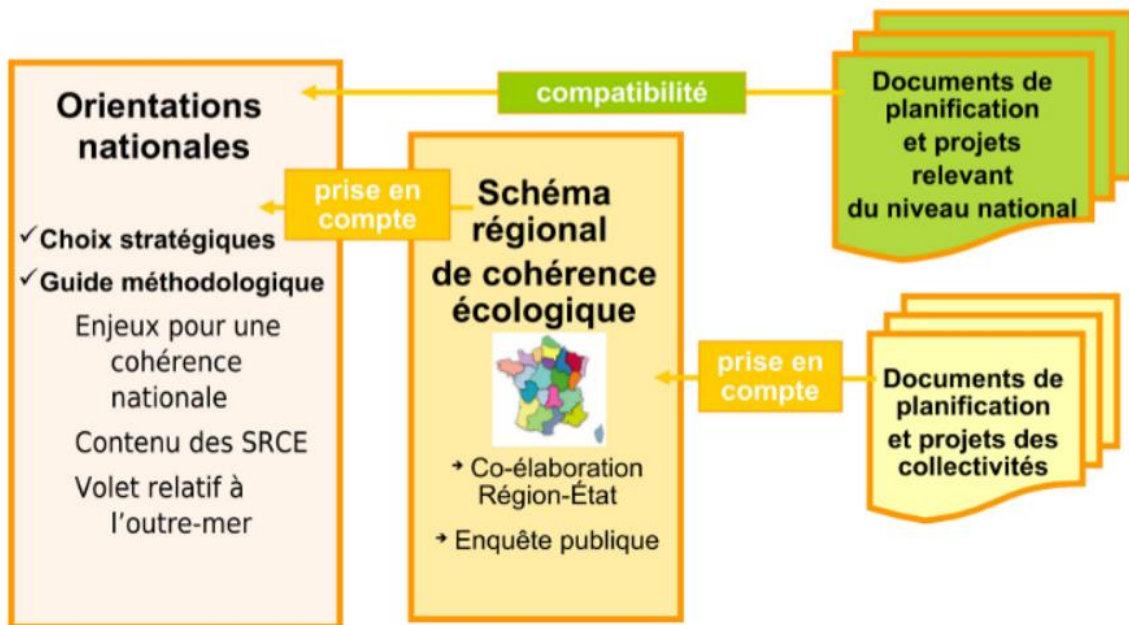 Orientations
nationales
✓Choix stratégiques
✓Guide méthodologique
Enjeux pour une
cohérence
nationale
Contenu des SRCE
Volet relatif à
l'outre-mer
compatibilité
prise en
compte
Schéma
régional
de cohérence
écologique
➔ Co-élaboration
Région-État
➔ Enquête publique
prise en
compte
Documents de
planification
et projets
relevant
du niveau national
Documents de
planification
et projets des
collectivités